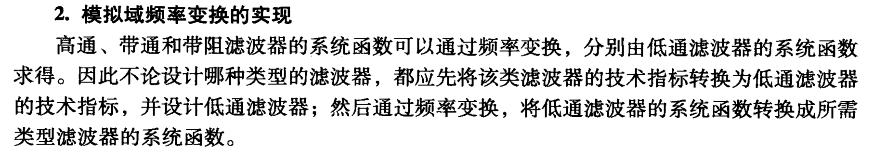 2. 模拟域频率变换的实现
高通、带通和带阻滤波器的系统函数可以通过频率变换，分别由低通滤波器的系统函数
求得。因此不论设计哪种类型的滤波器，都应先将该类滤波器的技术指标转换为低通滤波器
的技术指标，并设计低通滤波器；然后通过频率变换，将低通滤波器的系统函数转换成所需
类型滤波器的系统函数。